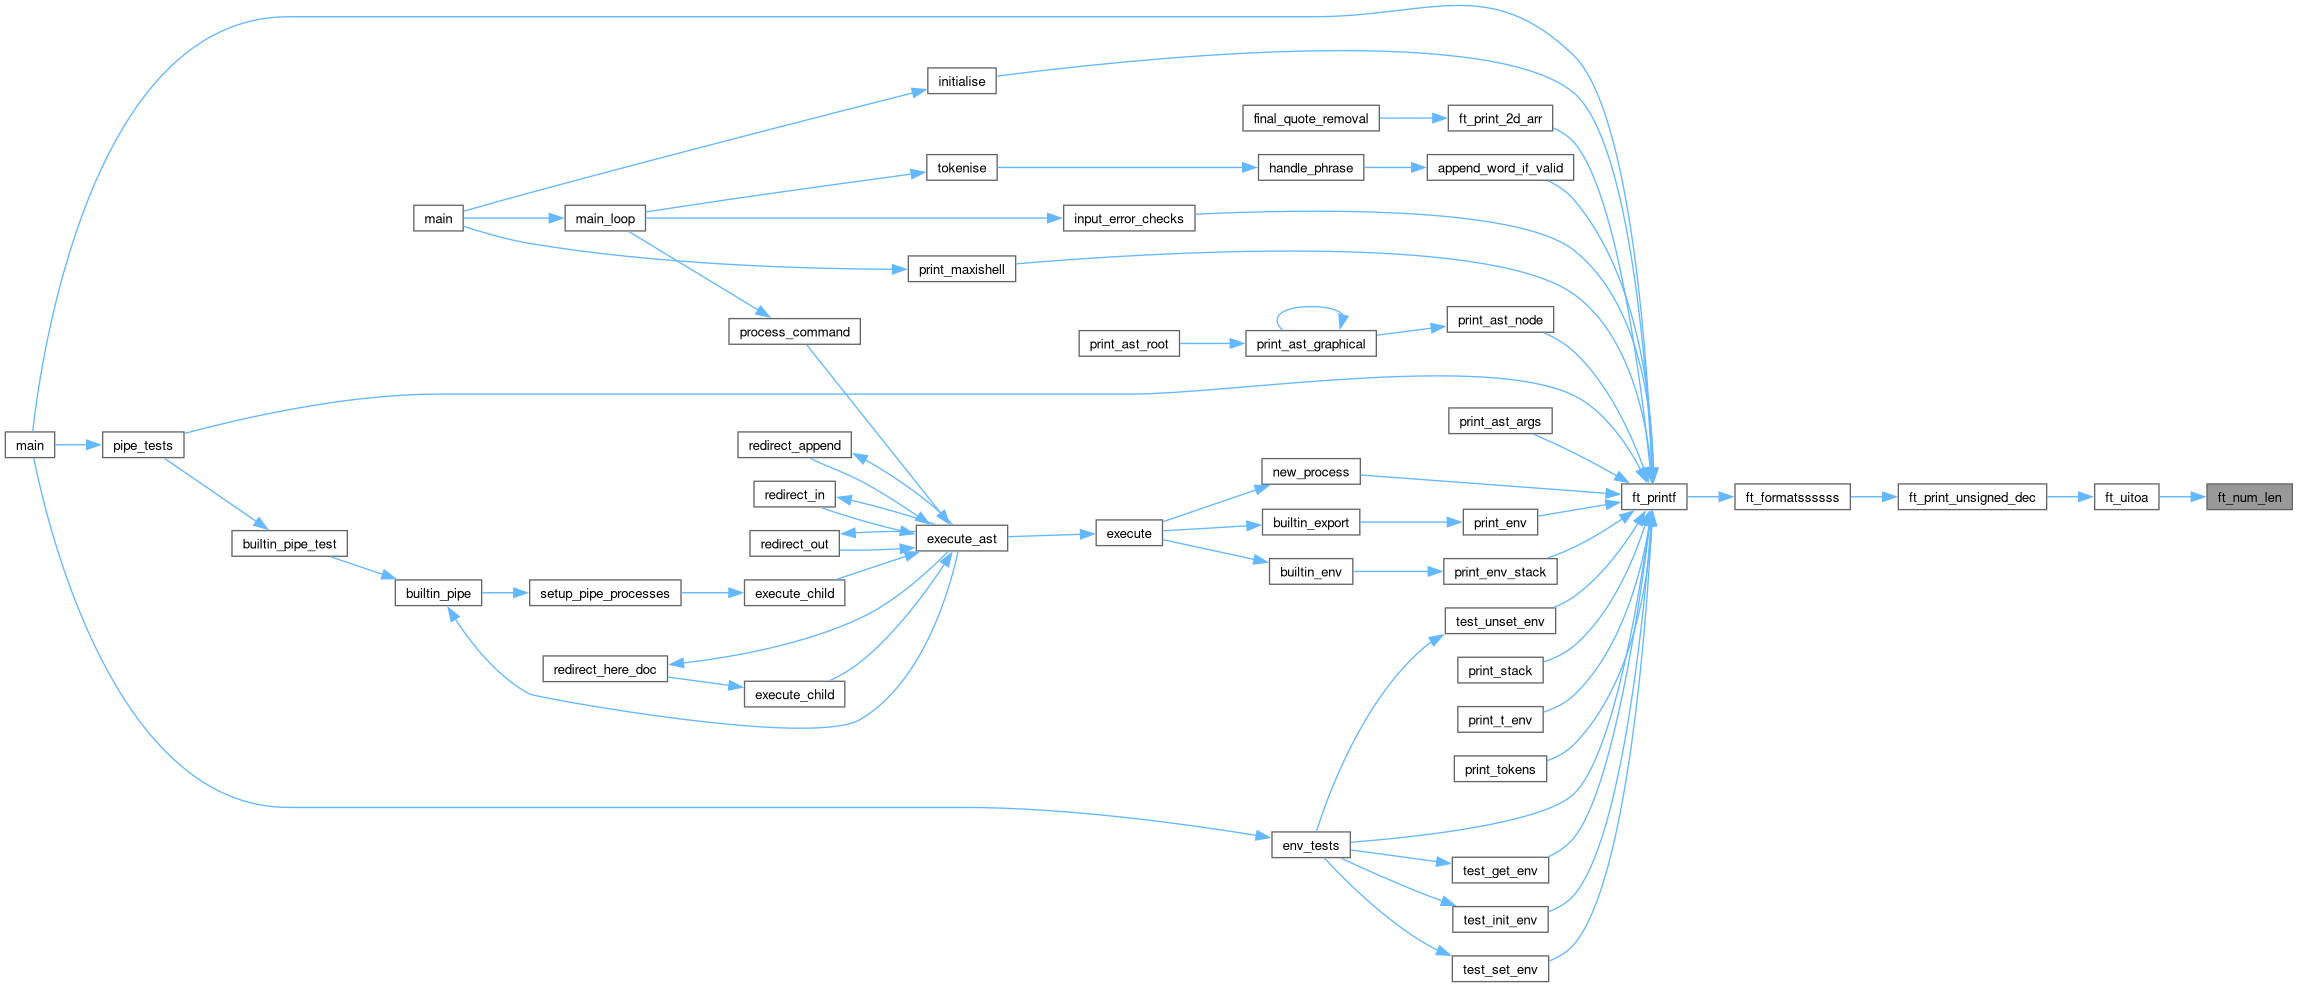 initialise
final_quote_removal
ft_print_2d_arr
tokenise
handle_phrase
append_word_if_valid
main
main_loop
input_error_checks
print_maxishell
process_command
print_ast_root
print_ast_graphical
print_ast_node
print_ast_args
main
pipe_tests
redirect_append
new_process
redirect_in
ft_printf
ft_formatssssss
ft_print_unsigned_dec
ft_uitoa
ft_num_len
builtin_pipe_test
redirect_out
execute_ast
execute
builtin_export
print_env
builtin_env
print_env_stack
builtin_pipe
setup_pipe_processes
execute_child
test_unset_env
redirect_here_doc
execute_child
print_stack
print_t_env
print_tokens
env_tests
test_get_env
test_init_env
test_set_env